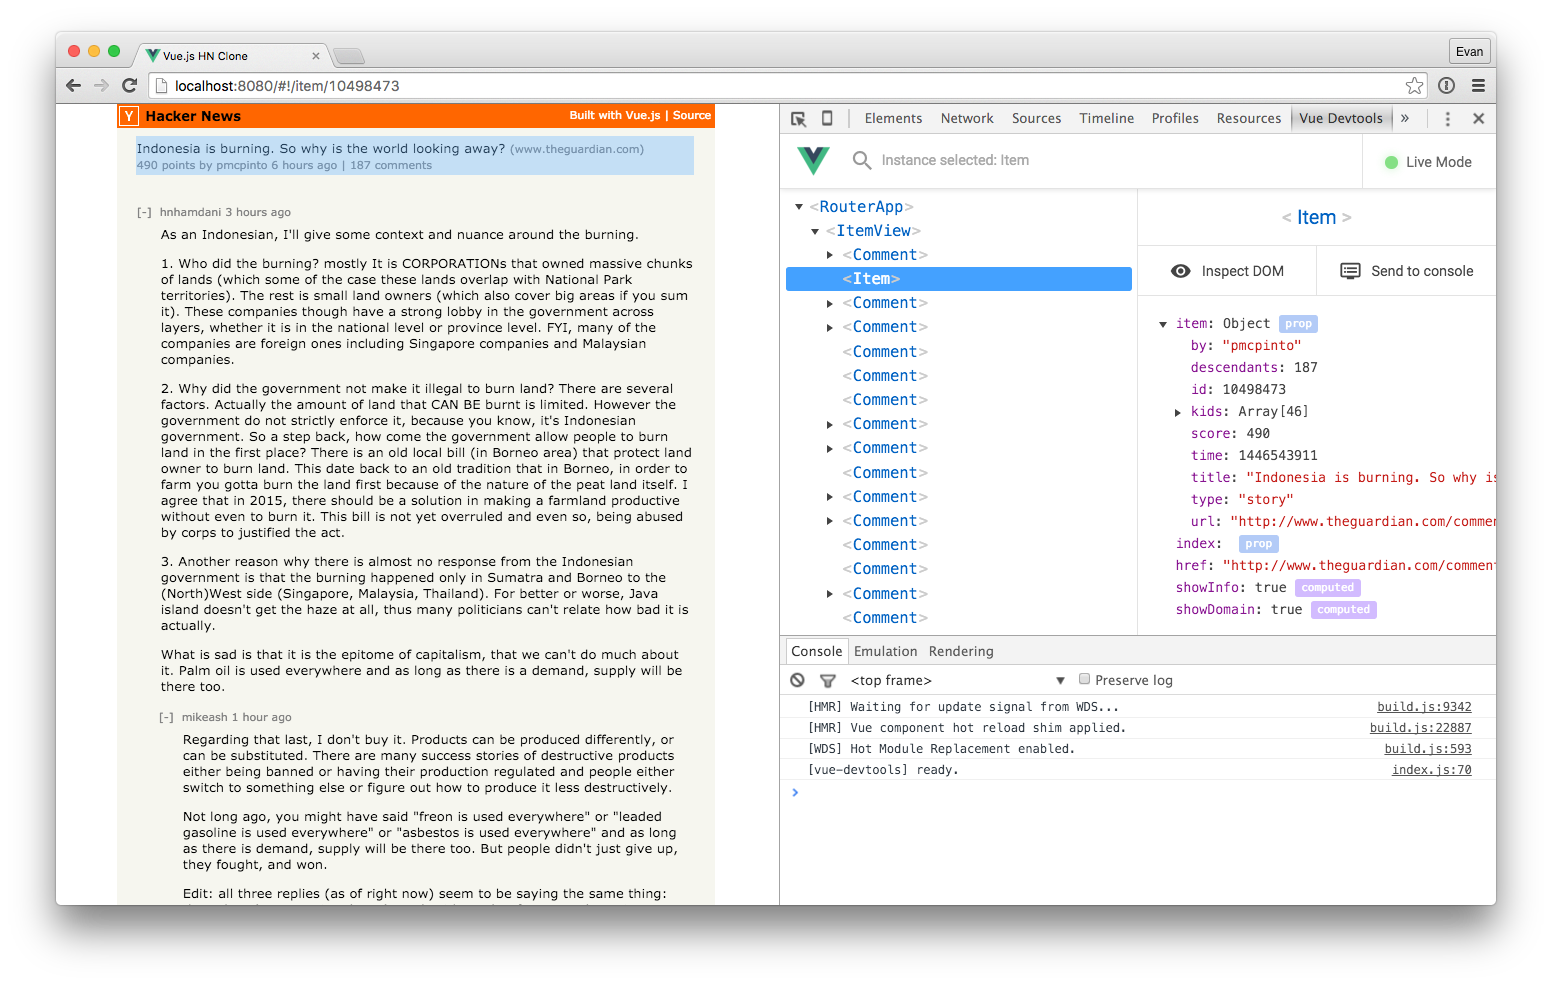 Vue.js HN Clone
Evan
localhost:8080/#!/item/10498473
Y Hacker News
Built with Vue.js | Source
Indonesia is burning. So why is the world looking away? (www.theguardian.com)
490 points by pmcpinto 6 hours ago | 187 comments
[-] hnhamdani 3 hours ago
As an Indonesian, I'll give some context and nuance around the burning.
1. Who did the burning? mostly It is CORPORATIONs that owned massive chunks
of lands (which some of the case these lands overlap with National Park
territories). The rest is small land owners (which also cover big areas if you sum
it). These companies though have a strong lobby in the government across
layers, whether it is in the national level or province level. FYI, many of the
companies are foreign ones including Singapore companies and Malaysian
companies.
2. Why did the government not make it illegal to burn land? There are several
factors. Actually the amount of land that CAN BE burnt is limited. However the
government do not strictly enforce it, because you know, it's Indonesian
government. So a step back, how come the government allow people to burn
land in the first place? There is an old local bill (in Borneo area) that protect land
owner to burn land. This date back to an old tradition that in Borneo, in order to
farm you gotta burn the land first because of the nature of the peat land itself. I
agree that in 2015, there should be a solution in making a farmland productive
without even to burn it. This bill is not yet overruled and even so, being abused
by corps to justified the act.
3. Another reason why there is almost no response from the Indonesian
government is that the burning happened only in Sumatra and Borneo to the
(North)West side (Singapore, Malaysia, Thailand). For better or worse, Java
island doesn't get the haze at all, thus many politicians can't relate how bad it is
actually.
What is sad is that it is the epitome of capitalism, that we can't do much about
it. Palm oil is used everywhere and as long as there is a demand, supply will be
there too.
[-] mikeash 1 hour ago
Regarding that last, I don't buy it. Products can be produced differently, or
can be substituted. There are many success stories of destructive products
either being banned or having their production regulated and people either
switch to something else or figure out how to produce it less destructively.
Not long ago, you might have said "freon is used everywhere" or "leaded
gasoline is used everywhere" or "asbestos is used everywhere" and as long
as there is demand, supply will be there too. But people didn't just give up,
they fought, and won.
Edit: all three replies (as of right now) seem to be saying the same thing:
Elements Network Sources Timeline Profiles Resources Vue Devtools »
Instance selected: Item
Live Mode
<RouterApp>
<ItemView>
<Comment>
<Item>
<Comment>
<Comment>
<Comment>
<Comment>
<Comment>
<Comment>
<Comment>
<Comment>
<Comment>
<Comment>
<Comment>
<Comment>
<Comment>
<Comment>
< Item >
Inspect DOM
Send to console
item: Object prop
by: "pmcpinto"
descendants: 187
id: 10498473
kids: Array[46]
score: 490
time: 1446543911
title: "Indonesia is burning. So why is
type: "story"
url: "http://www.theguardian.com/commen
index: prop
href: "http://www.theguardian.com/comment
showInfo: true computed
showDomain: true computed
Console Emulation Rendering
<top frame>
Preserve log
[HMR] Waiting for update signal from WDS... build.js:9342
[HMR] Vue component hot reload shim applied. build.js:22887
[WDS] Hot Module Replacement enabled. build.js:593
[vue-devtools] ready. index.js:70